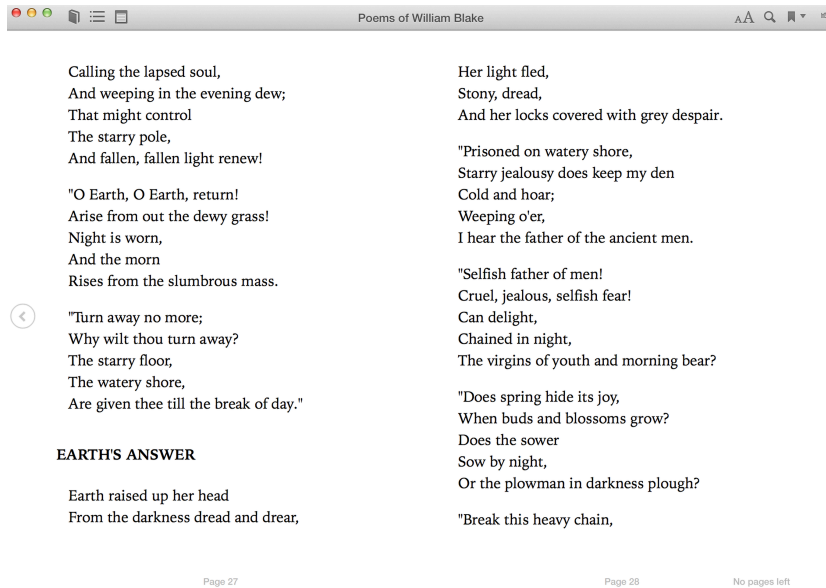 Poems of William Blake
AA
Calling the lapsed soul,
And weeping in the evening dew;
That might control
The starry pole,
And fallen, fallen light renew!
"O Earth, O Earth, return!
Arise from out the dewy grass!
Night is worn,
And the morn
Rises from the slumbrous mass.
"Turn away no more;
Why wilt thou turn away?
The starry floor,
The watery shore,
Are given thee till the break of day."
EARTH'S ANSWER
Earth raised up her head
From the darkness dread and drear,
Page 27
Her light fled,
Stony, dread,
And her locks covered with grey despair.
"Prisoned on watery shore,
Starry jealousy does keep my den
Cold and hoar;
Weeping o'er,
I hear the father of the ancient men.
"Selfish father of men!
Cruel, jealous, selfish fear!
Can delight,
Chained in night,
The virgins of youth and morning bear?
"Does spring hide its joy,
When buds and blossoms grow?
Does the sower
Sow by night,
Or the plowman in darkness plough?
"Break this heavy chain,
Page 28
No pages left